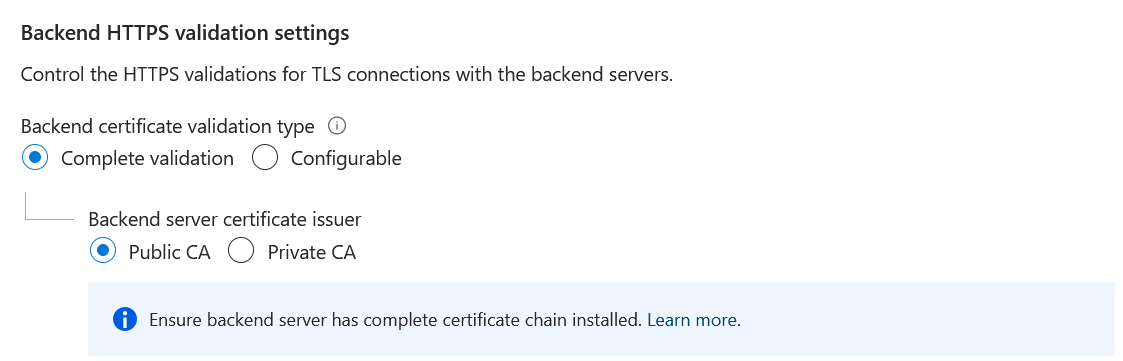 Backend HTTPS validation settings
Control the HTTPS validations for TLS connections with the backend servers.
Backend certificate validation type
Complete validation Configurable
Backend server certificate issuer
Public CA Private CA
Ensure backend server has complete certificate chain installed. Learn more.